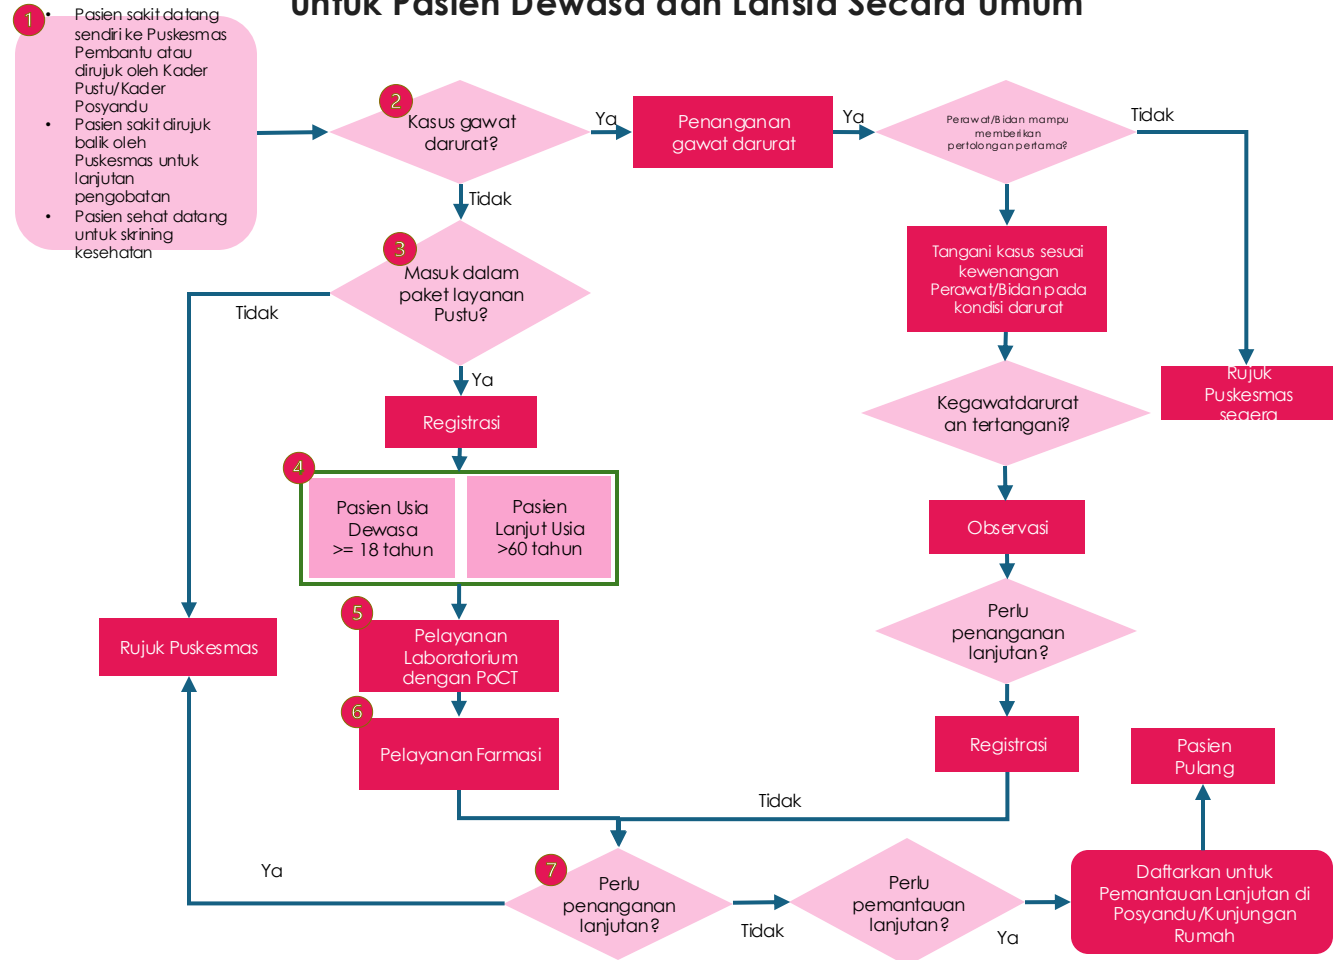 untuk Pasien Dewasa dan Lansia Secara Umum
1
• Pasien sakit datang
sendiri ke Puskesmas
Pembantu atau
dirujuk oleh Kader
Pustu/Kader
Posyandu
• Pasien sakit dirujuk
balik oleh
Puskesmas untuk
lanjutan
pengobatan
• Pasien sehat datang
untuk skrining
kesehatan
2
Kasus gawat
darurat?
Ya
Penanganan
gawat darurat
Ya
Perawat/Bidan mampu
memberikan
pertolongan pertama?
Tidak
Tidak
3
Masuk dalam
paket layanan
Pustu?
Tidak
Ya
Tangani kasus sesuai
kewenangan
Perawat/Bidan pada
kondisi darurat
Rujuk
Puskesmas
segera
Registrasi
Kegawatdarurat
an tertangani?
4
Pasien Usia
Dewasa
>= 18 tahun
Pasien
Lanjut Usia
>60 tahun
Observasi
5
Pelayanan
Laboratorium
dengan PoCT
Perlu
penanganan
lanjutan?
Rujuk Puskesmas
6
Pelayanan Farmasi
Registrasi
Pasien
Pulang
Tidak
Ya
7
Perlu
penanganan
lanjutan?
Tidak
Perlu
pemantauan
lanjutan?
Ya
Daftarkan untuk
Pemantauan Lanjutan di
Posyandu/Kunjungan
Rumah